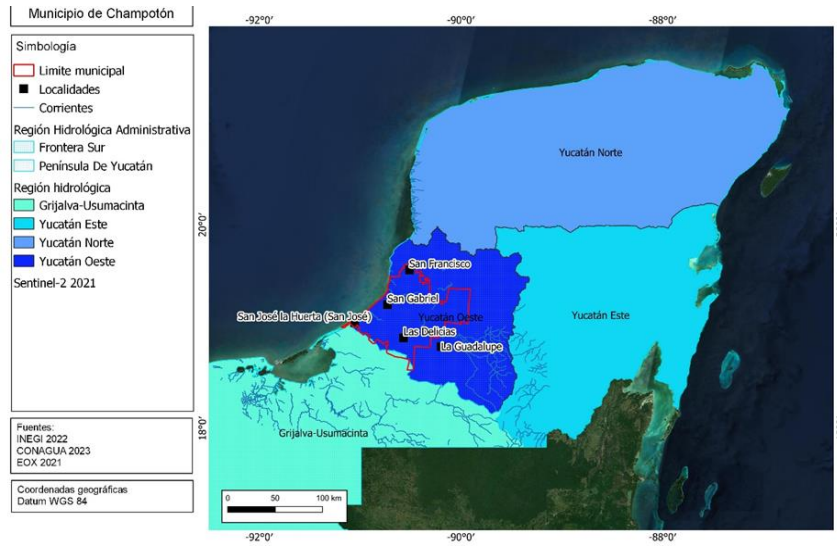 Municipio de Champotón
Simbología
Limite municipal
Localidades
Corrientes
Región Hidrológica Administrativa
Frontera Sur
Península De Yucatán
Región hidrológica
Grijalva-Usumacinta
Yucatán Este
Yucatán Norte
Yucatán Oeste
Sentinel-2 2021
Fuentes:
INEGI 2022
CONAGUA 2023
EOX 2021
Coordenadas geográficas
Datum WGS 84
-92°0'
-90°0'
-88°0'
20°0'
18°0'
Yucatán Norte
San Francisco
San Gabriel
San José la Huerta (San José)
Yucatán Oeste
Yucatán Este
Las Delicias
La Guadalupe
Grijalva-Usumacinta
0 50 100 km
-92°0'
-90°0'
-88°0'